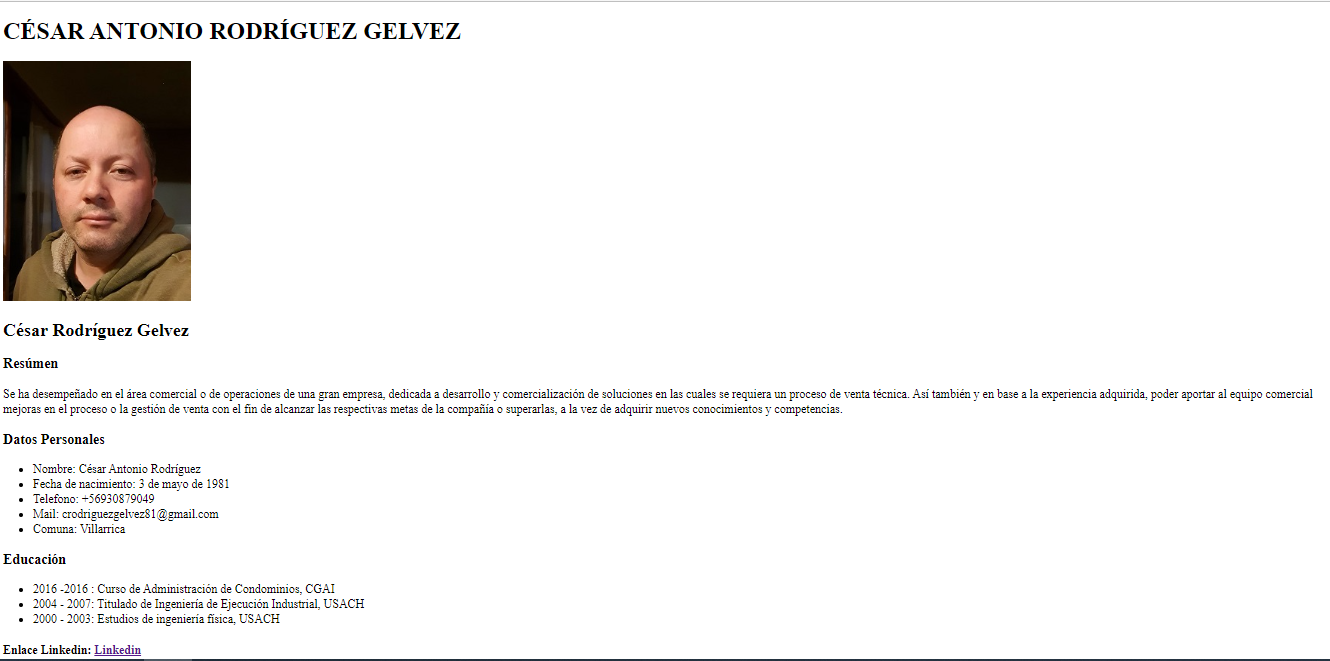 CÉSAR ANTONIO RODRÍGUEZ GELVEZ
César Rodríguez Gelvez
Resúmen
Se ha desempeñado en el área comercial o de operaciones de una gran empresa, dedicada a desarrollo y comercialización de soluciones en las cuales se requiera un proceso de venta técnica. Así también y en base a la experiencia adquirida, poder aportar al equipo comercial
mejoras en el proceso o la gestión de venta con el fin de alcanzar las respectivas metas de la compañía o superarlas, a la vez de adquirir nuevos conocimientos y competencias.
Datos Personales
Nombre: César Antonio Rodríguez
Fecha de nacimiento: 3 de mayo de 1981
Telefono: +56930879049
Mail: crodriguezgelvez81@gmail.com
Comuna: Villarrica
Educación
2016 -2016 : Curso de Administración de Condominios, CGAI
2004 - 2007: Titulado de Ingeniería de Ejecución Industrial, USACH
2000 - 2003: Estudios de ingeniería física, USACH
Enlace Linkedin: Linkedin